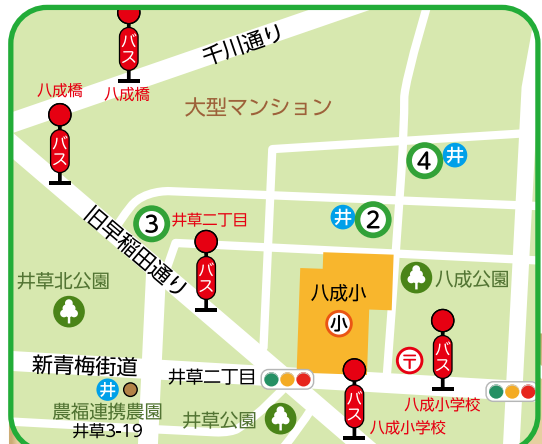 バス
千川通り
八成橋
八成橋
大型マンション
バス
4
井
井
2
3
井草二丁目
旧早稲田通り
バス
井草北公園
八成小
小
八成公園
新青梅街道
井草二丁目
〒
バス
井
農福連携農園
井草3-19
井草公園
バス
八成小学校
八成小学校